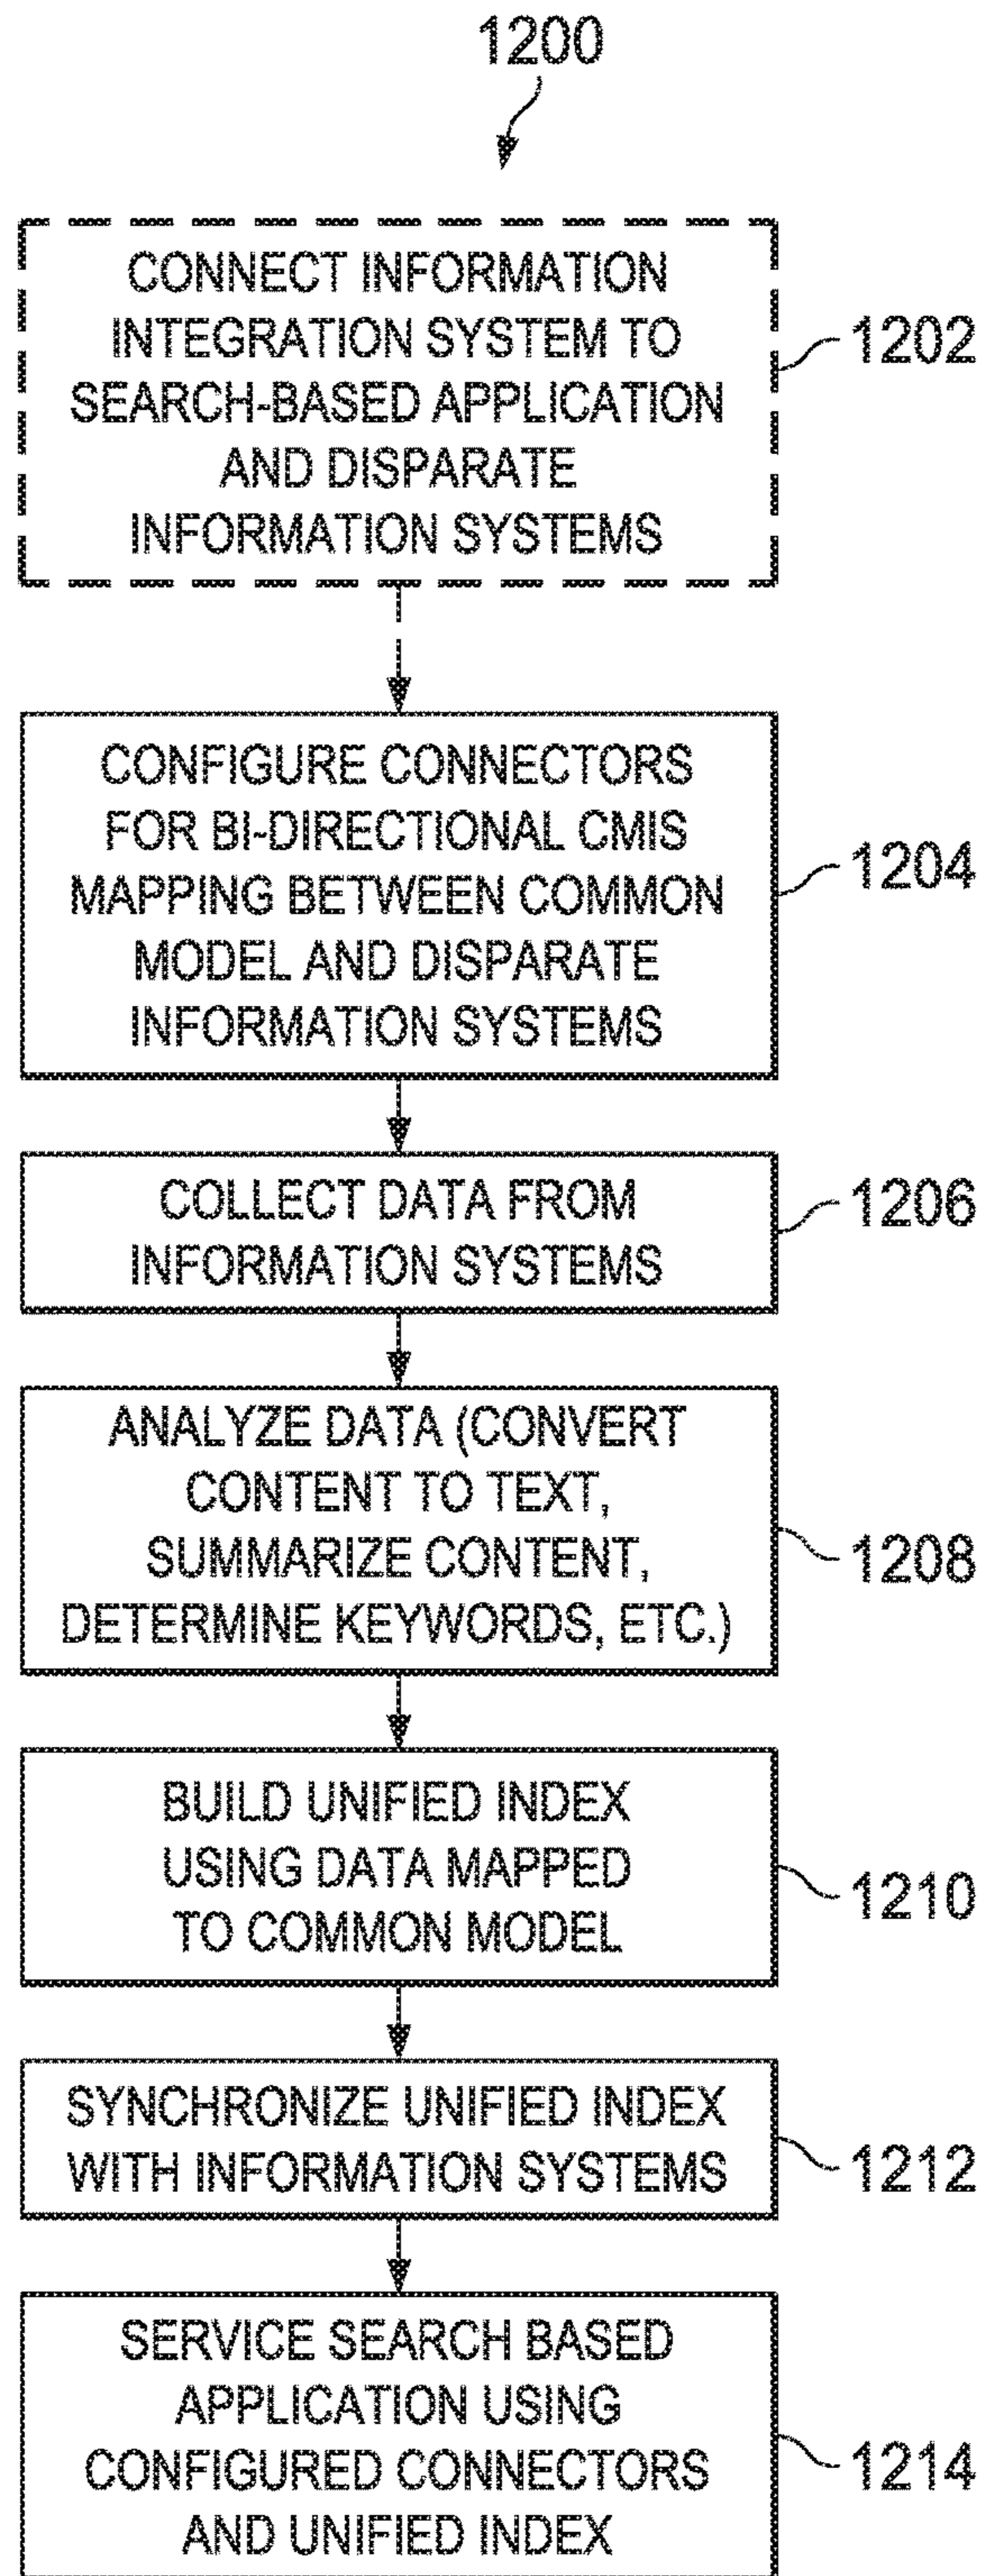 1200
CONNECT INFORMATION
INTEGRATION SYSTEM TO
SEARCH-BASED APPLICATION
AND DISPARATE
INFORMATION SYSTEMS
1202
CONFIGURE CONNECTORS
FOR BI-DIRECTIONAL CMIS
MAPPING BETWEEN COMMON
MODEL AND DISPARATE
INFORMATION SYSTEMS
1204
COLLECT DATA FROM
INFORMATION SYSTEMS
1206
ANALYZE DATA (CONVERT
CONTENT TO TEXT,
SUMMARIZE CONTENT,
DETERMINE KEYWORDS, ETC.)
1208
BUILD UNIFIED INDEX
USING DATA MAPPED
TO COMMON MODEL
1210
SYNCHRONIZE UNIFIED INDEX
WITH INFORMATION SYSTEMS
1212
SERVICE SEARCH BASED
APPLICATION USING
CONFIGURED CONNECTORS
AND UNIFIED INDEX
1214